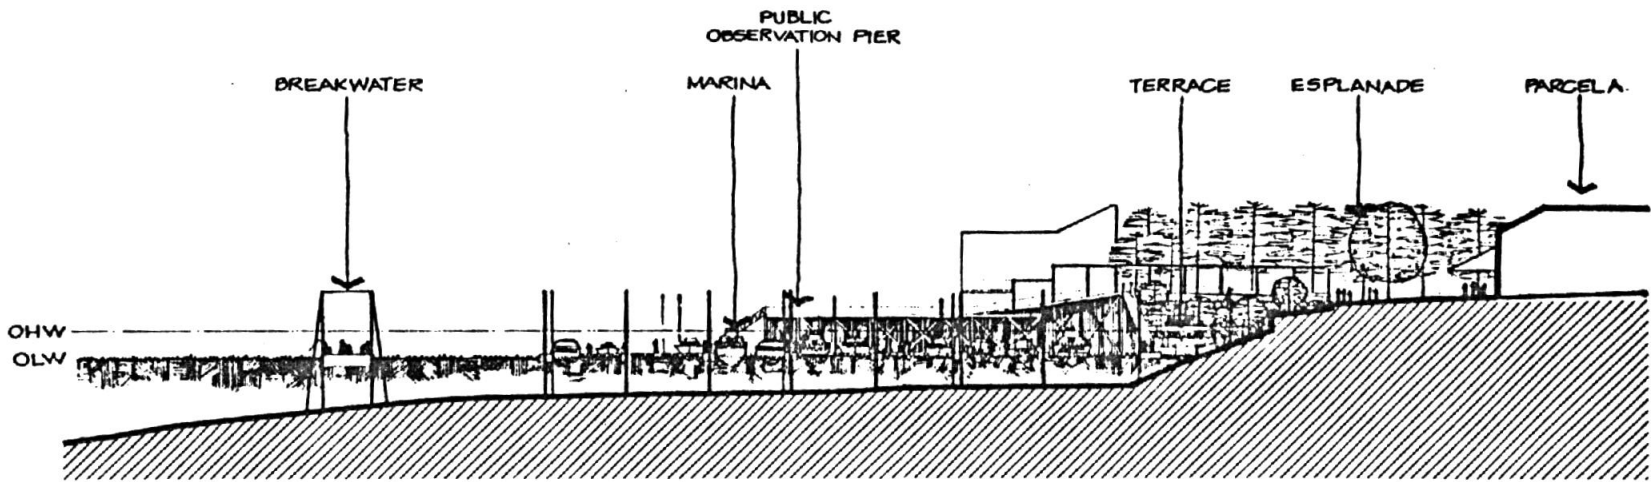 PUBLIC
OBSERVATION PIER
BREAKWATER
MARINA
TERRACE
ESPLANADE
PARCEL A
OHW
OLW